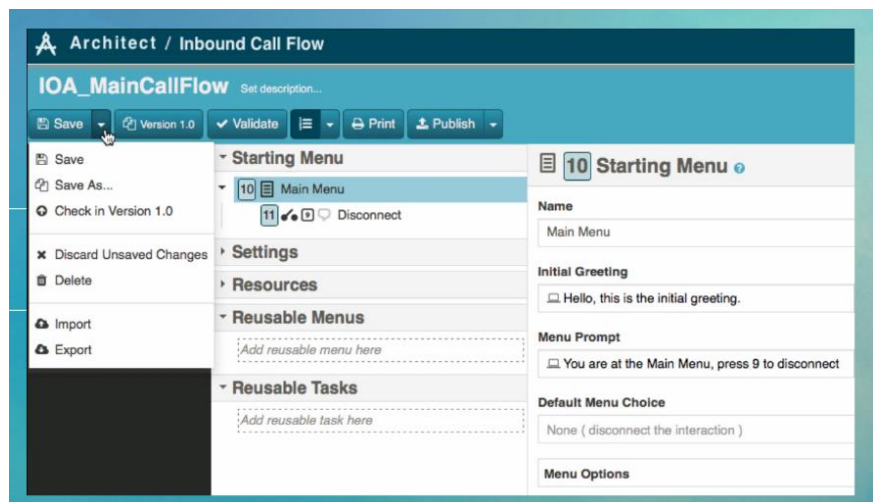 Architect / Inbound Call Flow
IOA_MainCallFlow Set description...
Save Version 1.0 Validate Print Publish
Save
Save As...
Check in Version 1.0
Discard Unsaved Changes
Delete
Import
Export
Starting Menu
10 Main Menu
11 9 Disconnect
Settings
Resources
Reusable Menus
Add reusable menu here
Reusable Tasks
Add reusable task here
10 Starting Menu ?
Name
Main Menu
Initial Greeting
Hello, this is the initial greeting.
Menu Prompt
You are at the Main Menu, press 9 to disconnect
Default Menu Choice
None ( disconnect the interaction )
Menu Options